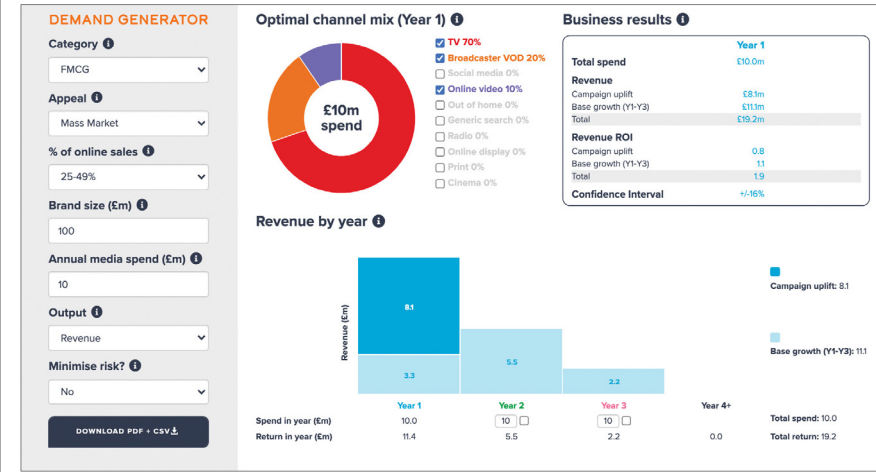 DEMAND GENERATOR
Category
FMCG
Appeal
Mass Market
% of online sales
25-49%
Brand size (£m)
100
Annual media spend (£m)
10
Output
Revenue
Minimise risk?
No
DOWNLOAD PDF + CSV
Optimal channel mix (Year 1)
£10m
spend
TV 70%
Broadcaster VOD 20%
Social media 0%
Online video 10%
Out of home 0%
Generic search 0%
Radio 0%
Online display 0%
Print 0%
Cinema 0%
Business results
Year 1
Total spend £10.0m
Revenue
Campaign uplift £8.1m
Base growth (Y1-Y3) £11.1m
Total £19.2m
Revenue ROI
Campaign uplift 0.8
Base growth (Y1-Y3) 1.1
Total 1.9
Confidence Interval +/-16%
Revenue by year
Revenue (£m)
8.1
3.3
5.5
2.2
Campaign uplift: 8.1
Base growth (Y1-Y3): 11.1
Year 1 Year 2 Year 3 Year 4+
Spend in year (£m) 10.0 10 10 Total spend: 10.0
Return in year (£m) 11.4 5.5 2.2 0.0 Total return: 19.2